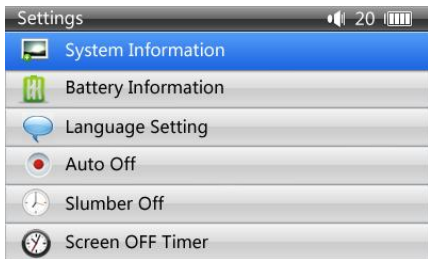 Settings 20
System Information
Battery Information
Language Setting
Auto Off
Slumber Off
Screen OFF Timer